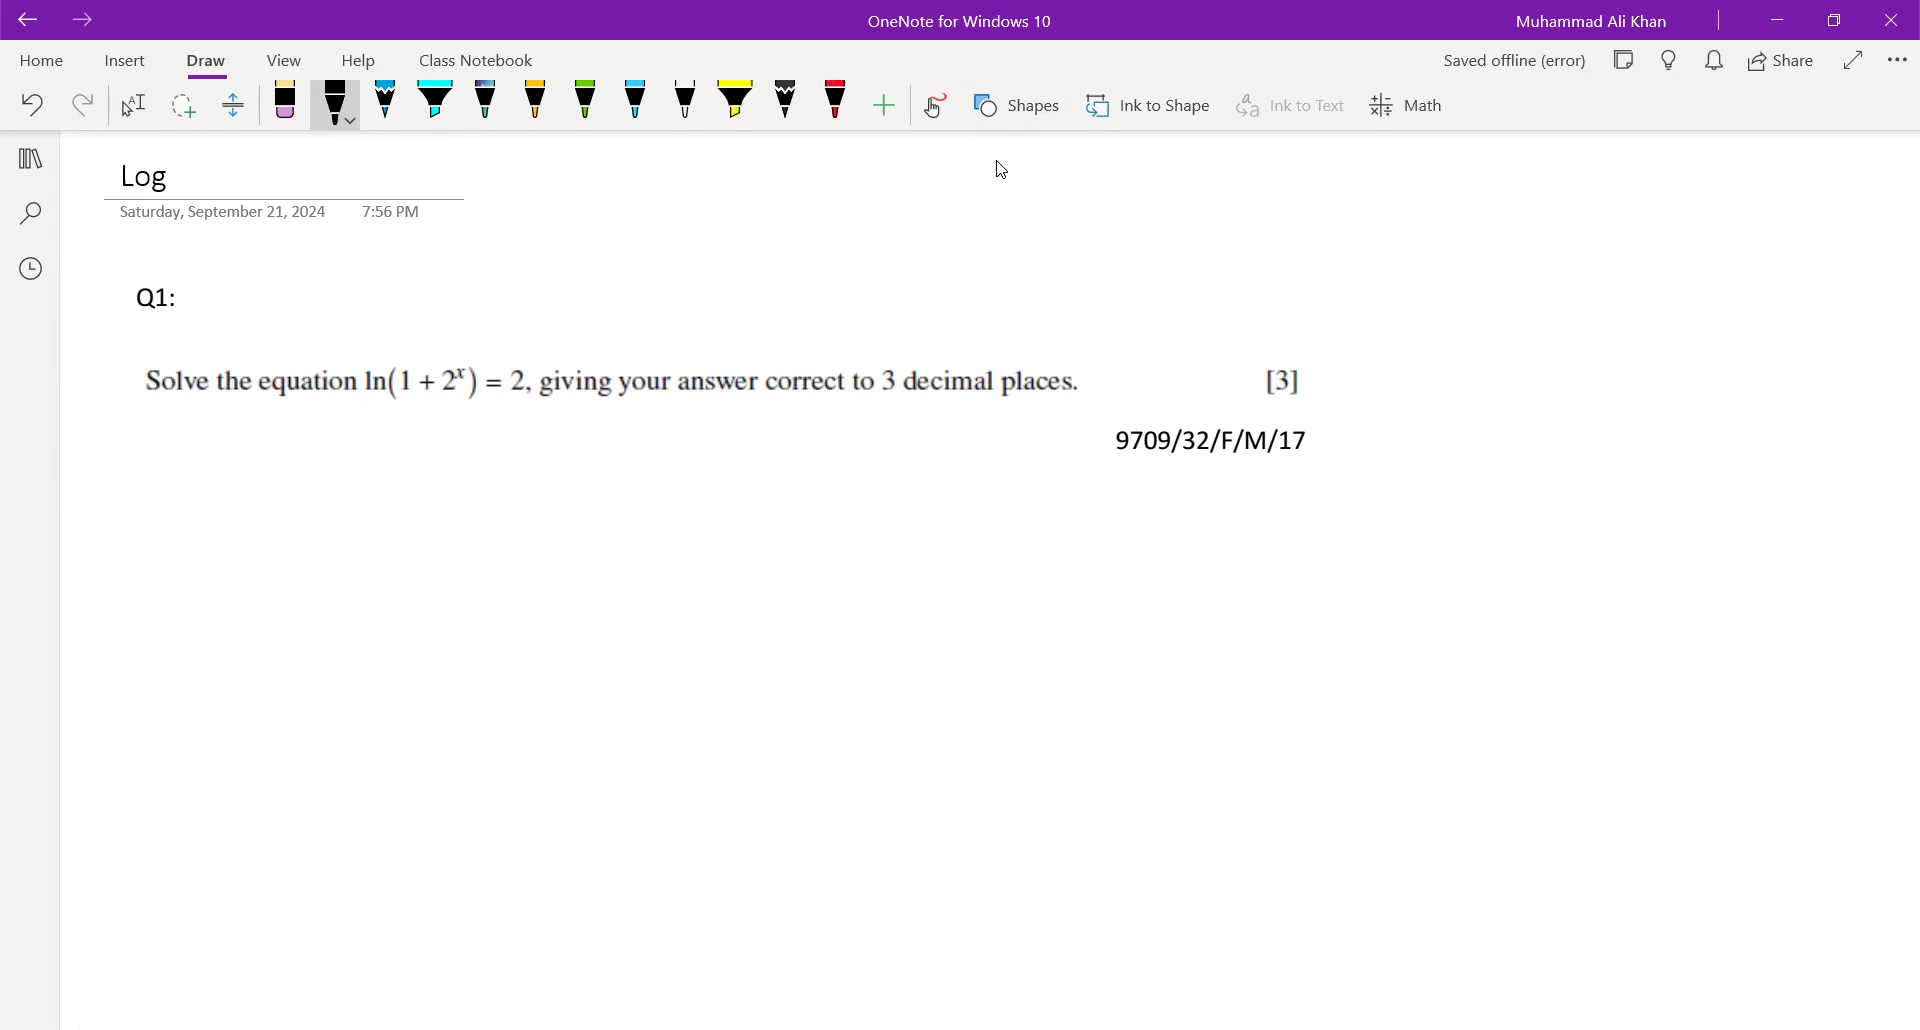 OneNote for Windows 10
Muhammad Ali Khan
Home Insert Draw View Help Class Notebook
Saved offline (error) Share
Shapes Ink to Shape Ink to Text Math
Log
Saturday, September 21, 2024 7:56 PM
Q1:
Solve the equation ln(1 + 2ˣ) = 2, giving your answer correct to 3 decimal places. [3]
9709/32/F/M/17